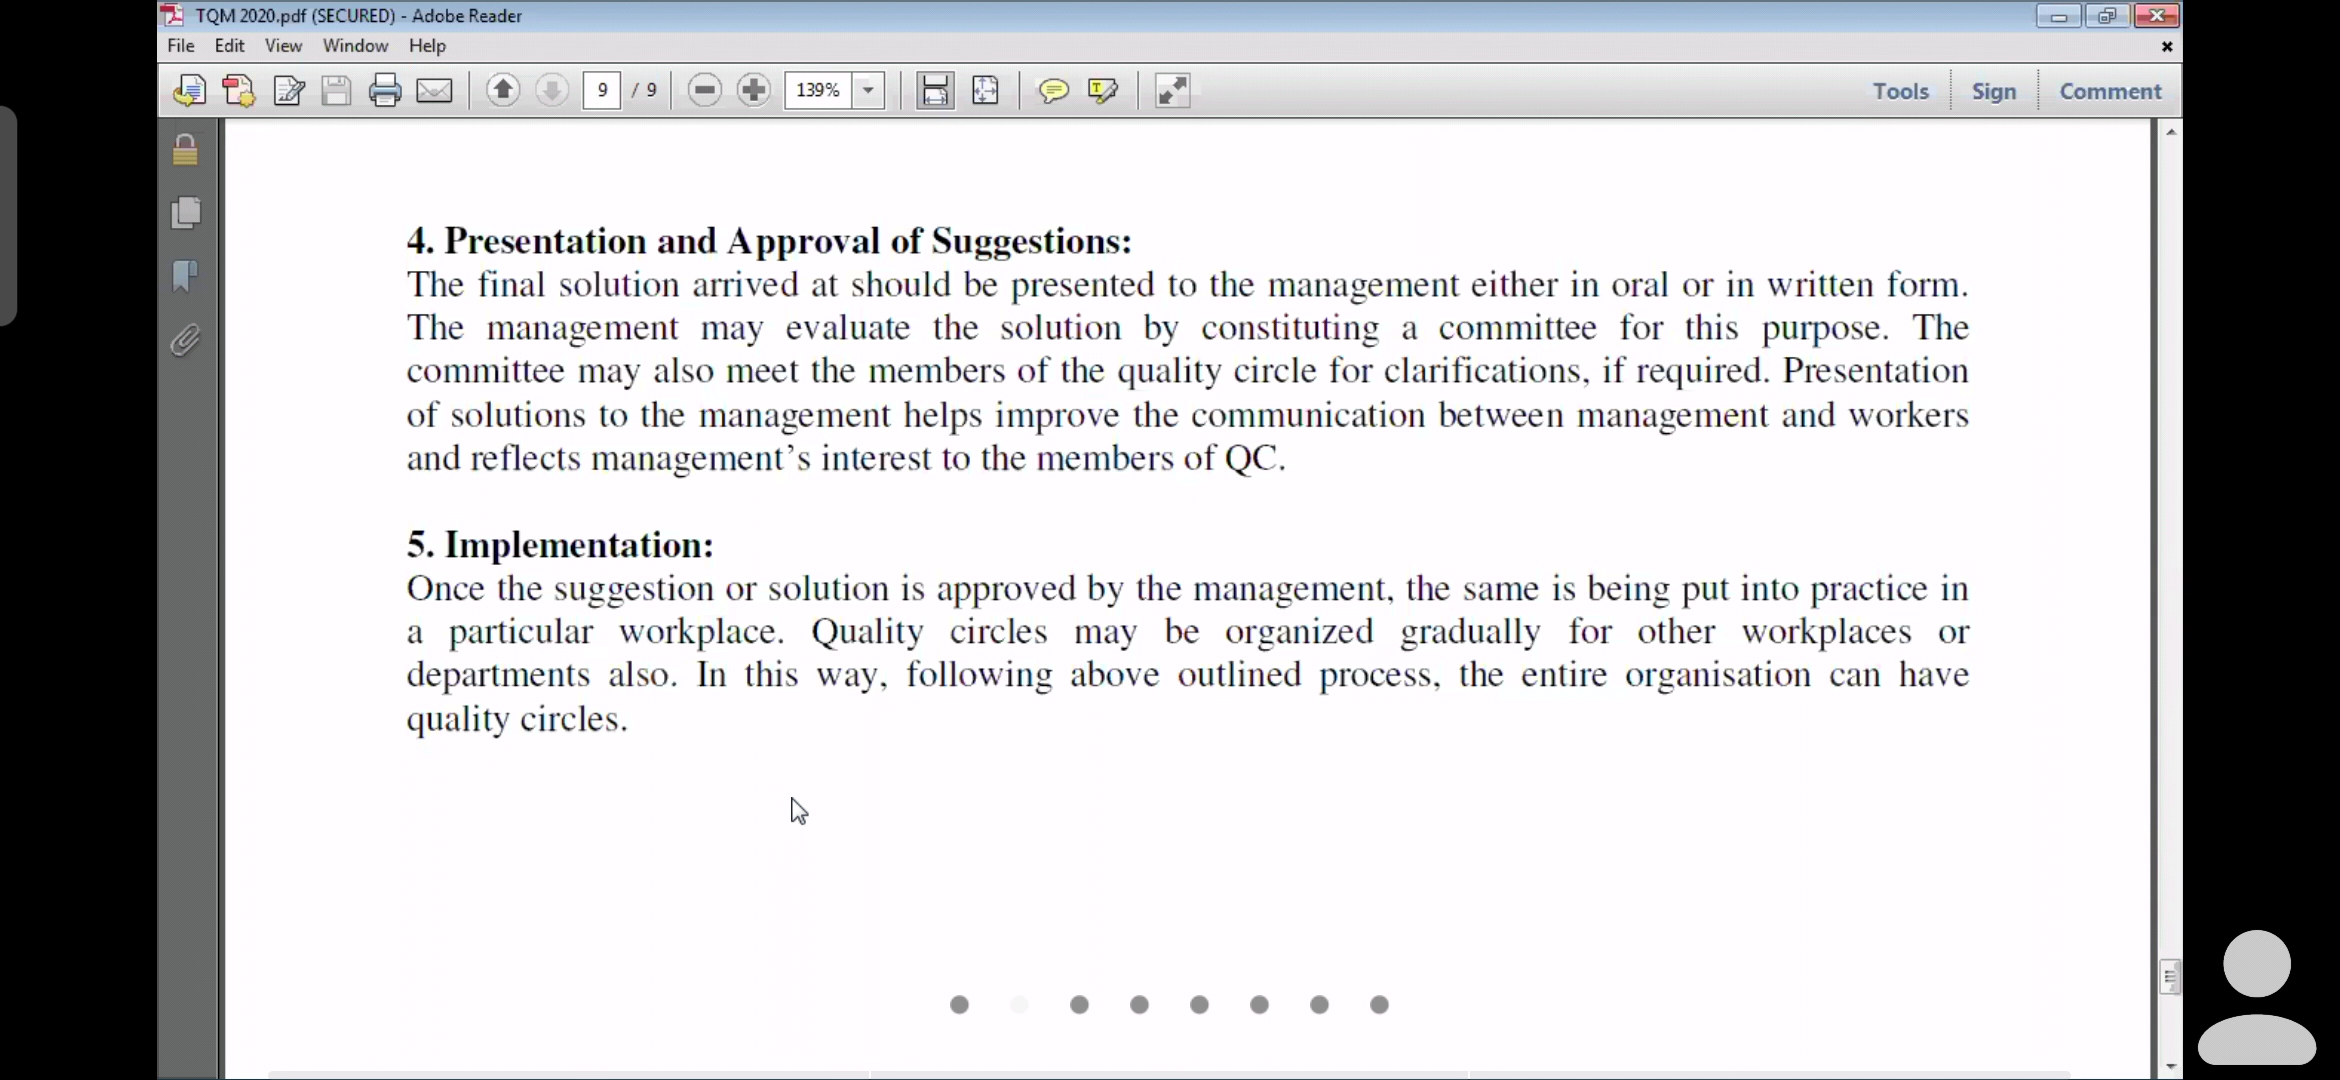 TQM 2020.pdf (SECURED) - Adobe Reader
File Edit View Window Help
9 / 9 139% Tools Sign Comment
4. Presentation and Approval of Suggestions:
The final solution arrived at should be presented to the management either in oral or in written form.
The management may evaluate the solution by constituting a committee for this purpose. The
committee may also meet the members of the quality circle for clarifications, if required. Presentation
of solutions to the management helps improve the communication between management and workers
and reflects management’s interest to the members of QC.
5. Implementation:
Once the suggestion or solution is approved by the management, the same is being put into practice in
a particular workplace. Quality circles may be organized gradually for other workplaces or
departments also. In this way, following above outlined process, the entire organisation can have
quality circles.